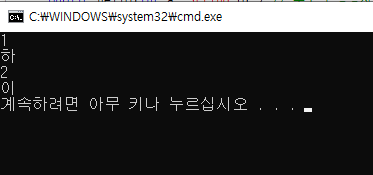 C:\WINDOWS\system32\cmd.exe
1
하
2
이
계속하려면 아무 키나 누르십시오 . . .